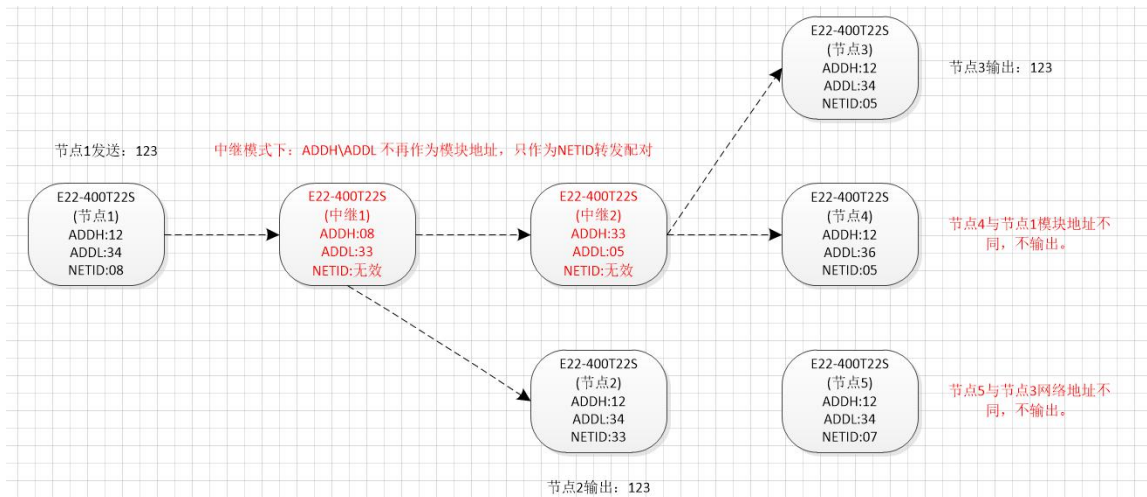 E22-400T22S
(节点3)
ADDH:12
ADDL:34
NETID:05
节点3输出：123
节点1发送：123
中继模式下：ADDH\ADDL 不再作为模块地址，只作为NETID转发配对
E22-400T22S
(节点1)
ADDH:12
ADDL:34
NETID:08
E22-400T22S
(中继1)
ADDH:08
ADDL:33
NETID:无效
E22-400T22S
(中继2)
ADDH:33
ADDL:05
NETID:无效
E22-400T22S
(节点4)
ADDH:12
ADDL:36
NETID:05
节点4与节点1模块地址不
同，不输出。
E22-400T22S
(节点2)
ADDH:12
ADDL:34
NETID:33
E22-400T22S
(节点5)
ADDH:12
ADDL:34
NETID:07
节点5与节点3网络地址不
同，不输出。
节点2输出：123